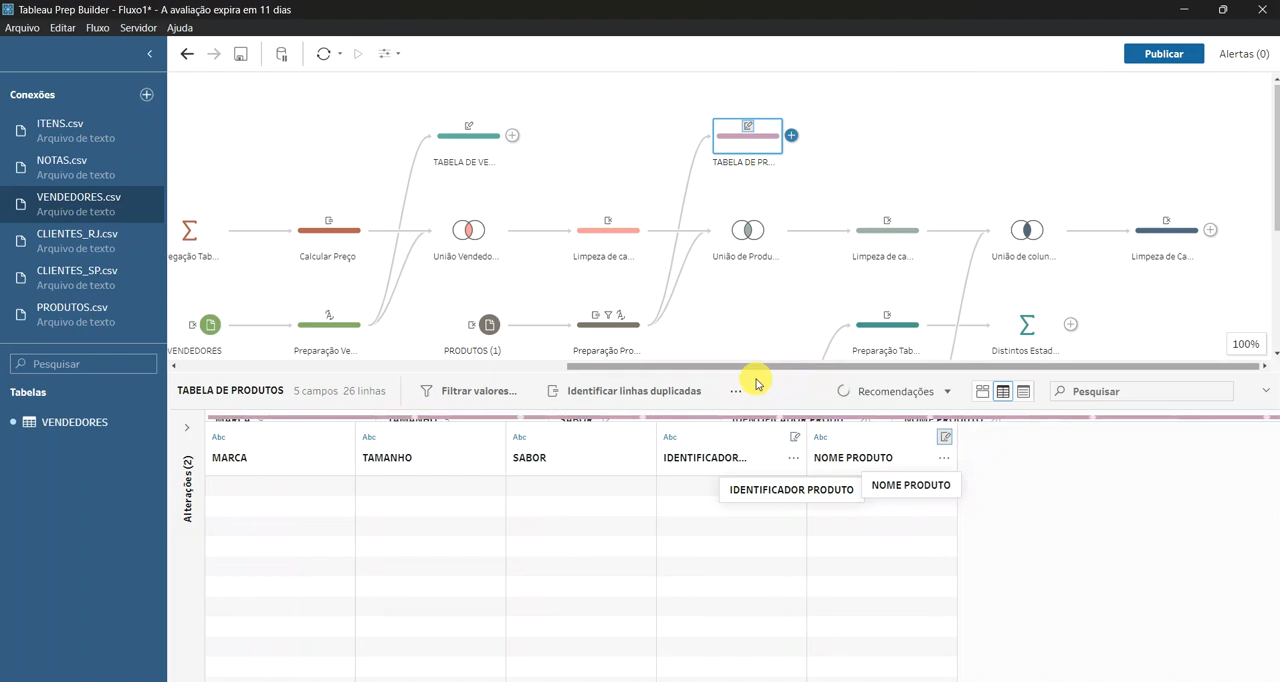 Tableau Prep Builder - Fluxo1* - A avaliação expira em 11 dias
Arquivo Editar Fluxo Servidor Ajuda
Publicar Alertas (0)
Conexões
ITENS.csv
Arquivo de texto
NOTAS.csv
Arquivo de texto
VENDEDORES.csv
Arquivo de texto
CLIENTES_RJ.csv
Arquivo de texto
CLIENTES_SP.csv
Arquivo de texto
PRODUTOS.csv
Arquivo de texto
Pesquisar
Tabelas
VENDEDORES
TABELA DE VE... TABELA DE PR...
egação Tab... Calcular Preço União Vendedo... Limpeza de ca... União de Produ... Limpeza de ca... União de colun... Limpeza de Ca...
VENDEDORES Preparação Ve... PRODUTOS (1) Preparação Pro... Preparação Tab... Distintos Estad...
100%
TABELA DE PRODUTOS 5 campos 26 linhas Filtrar valores... Identificar linhas duplicadas ... Recomendações Pesquisar
Alterações (2)
Abc Abc Abc Abc Abc
MARCA TAMANHO SABOR IDENTIFICADOR... ... NOME PRODUTO ...
IDENTIFICADOR PRODUTO NOME PRODUTO